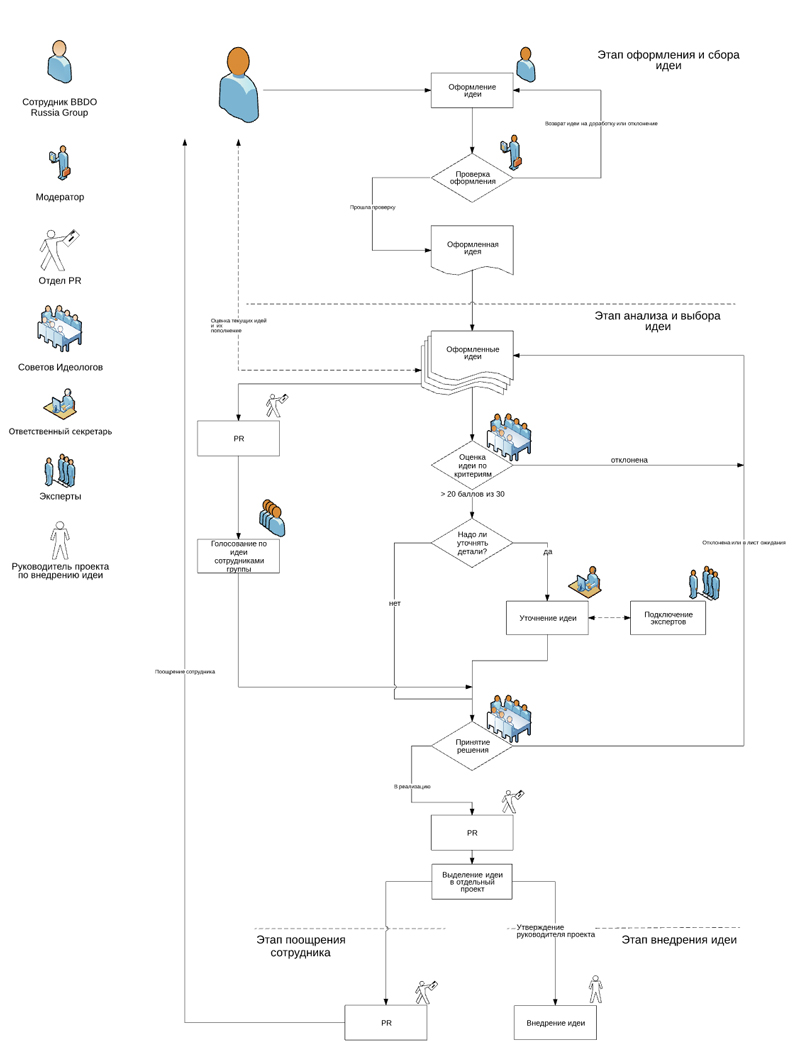 Сотрудник BBDO
Russia Group
Модератор
Отдел PR
Советов Идеологов
Ответственный секретарь
Эксперты
Руководитель проекта
по внедрению идеи
Этап оформления и сбора
идеи
Оформление
идеи
Возврат идеи на доработку или отклонение
Проверка
оформления
Прошла проверку
Оформленная
идея
Этап анализа и выбора
идеи
Оценка текущих идей
и их
пополнение
Оформленные
идеи
PR
Оценка
идеи по
критериям
отклонена
> 20 баллов из 30
Голосование по
идеи
сотрудниками
группы
Надо ли
уточнять
детали?
да
Отклонена или в лист ожидания
нет
Уточнение идеи
Подключение
экспертов
Поощрение сотрудника
Принятие
решения
В реализацию
PR
Выделение идеи
в отдельный
проект
Этап поощрения
сотрудника
Утверждение
руководителя проекта
Этап внедрения идеи
PR
Внедрение идеи